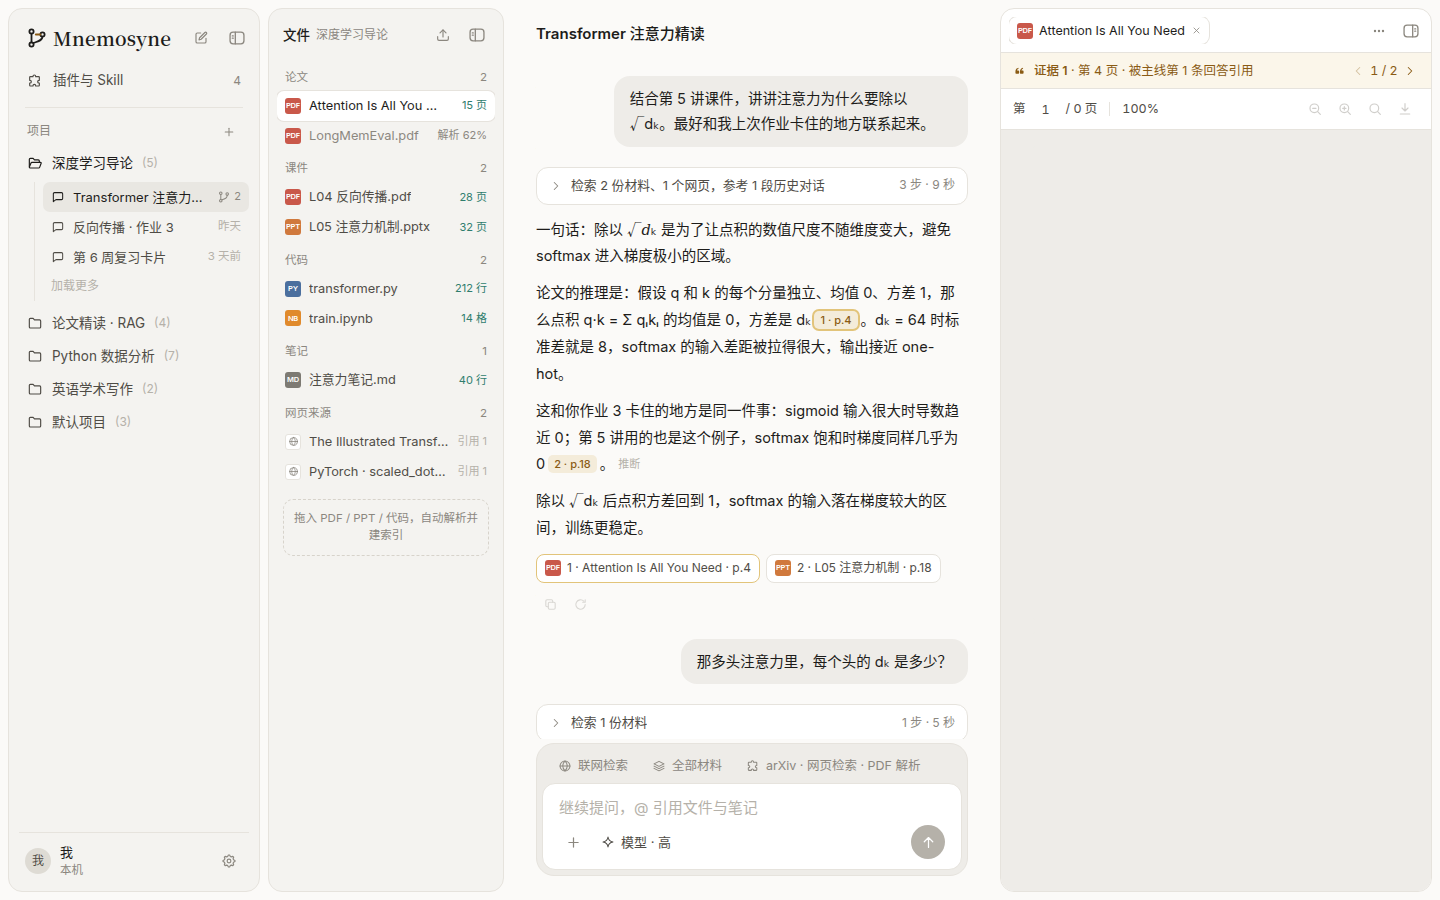 Mnemosyne
插件与 Skill 4
项目
深度学习导论 (5)
Transformer 注意力... 2
反向传播 · 作业 3 昨天
第 6 周复习卡片 3 天前
加载更多
论文精读 · RAG (4)
Python 数据分析 (7)
英语学术写作 (2)
默认项目 (3)
我
我
本机
文件 深度学习导论
论文 2
PDF Attention Is All You ... 15 页
PDF LongMemEval.pdf 解析 62%
课件 2
PDF L04 反向传播.pdf 28 页
PPT L05 注意力机制.pptx 32 页
代码 2
PY transformer.py 212 行
NB train.ipynb 14 格
笔记 1
MD 注意力笔记.md 40 行
网页来源 2
The Illustrated Transf... 引用 1
PyTorch · scaled_dot... 引用 1
拖入 PDF / PPT / 代码，自动解析并
建索引
Transformer 注意力精读
结合第 5 讲课件，讲讲注意力为什么要除以
√dₖ。最好和我上次作业卡住的地方联系起来。
检索 2 份材料、1 个网页，参考 1 段历史对话 3 步 · 9 秒
一句话：除以 √dₖ 是为了让点积的数值尺度不随维度变大，避免
softmax 进入梯度极小的区域。
论文的推理是：假设 q 和 k 的每个分量独立、均值 0、方差 1，那
么点积 q·k = Σ qᵢkᵢ 的均值是 0，方差是 dₖ 1 · p.4 。dₖ = 64 时标
准差就是 8，softmax 的输入差距被拉得很大，输出接近 one-
hot。
这和你作业 3 卡住的地方是同一件事：sigmoid 输入很大时导数趋
近 0；第 5 讲用的也是这个例子，softmax 饱和时梯度同样几乎为
0 2 · p.18 。 推断
除以 √dₖ 后点积方差回到 1，softmax 的输入落在梯度较大的区
间，训练更稳定。
PDF 1 · Attention Is All You Need · p.4 PPT 2 · L05 注意力机制 · p.18
那多头注意力里，每个头的 dₖ 是多少？
检索 1 份材料 1 步 · 5 秒
联网检索 全部材料 arXiv · 网页检索 · PDF 解析
继续提问，@ 引用文件与笔记
模型 · 高
PDF Attention Is All You Need ×
证据 1 · 第 4 页 · 被主线第 1 条回答引用 1 / 2
第 1 / 0 页 100%